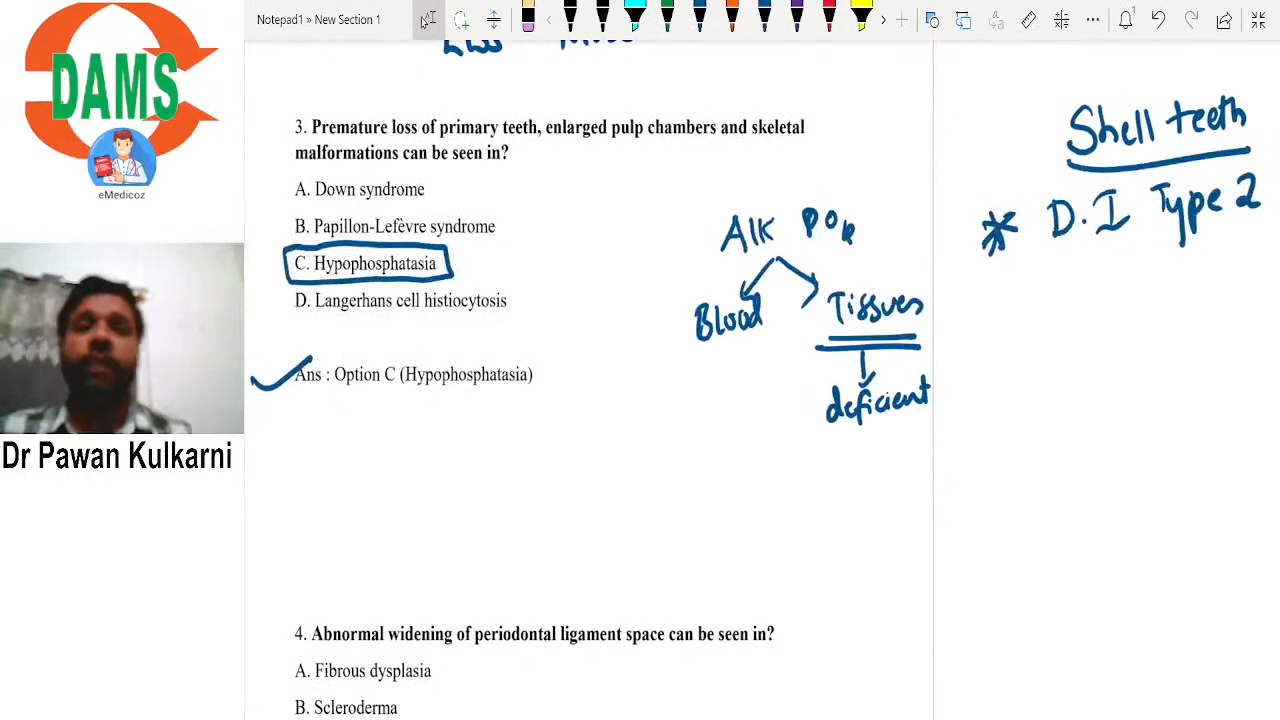 Notepad1 » New Section 1
DAMS
eMedicoz
3. Premature loss of primary teeth, enlarged pulp chambers and skeletal
malformations can be seen in?
A. Down syndrome
B. Papillon-Lefèvre syndrome
C. Hypophosphatasia
D. Langerhans cell histiocytosis
Ans : Option C (Hypophosphatasia)
Alk
Blood
Tissues
deficient
Shell teeth
* D.I Type 2
Dr Pawan Kulkarni
4. Abnormal widening of periodontal ligament space can be seen in?
A. Fibrous dysplasia
B. Scleroderma